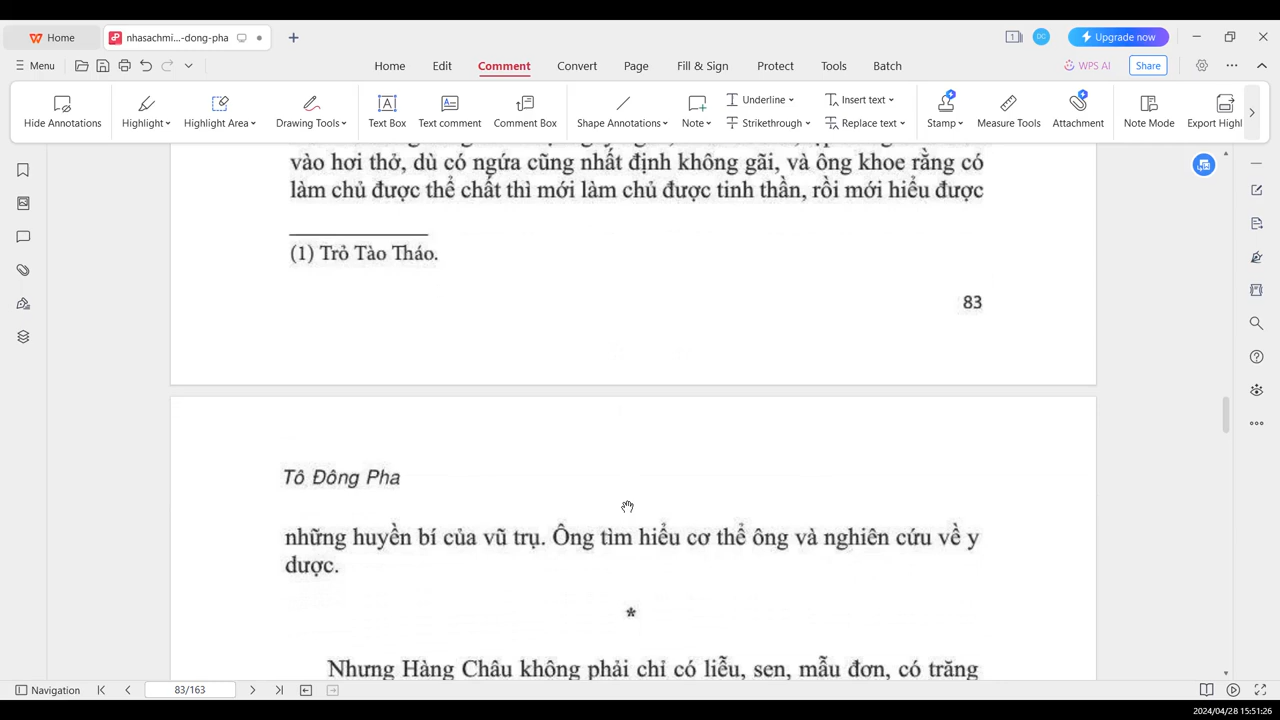 Home
nhasachmi...-dong-pha
1
DC
Upgrade now
Menu
Home
Edit
Comment
Convert
Page
Fill & Sign
Protect
Tools
Batch
WPS AI
Share
Hide Annotations
Highlight
Highlight Area
Drawing Tools
Text Box
Text comment
Comment Box
Shape Annotations
Note
Underline
Strikethrough
Insert text
Replace text
Stamp
Measure Tools
Attachment
Note Mode
Export Highl
vào hơi thở, dù có ngứa cũng nhất định không gãi, và ông khoe rằng có
làm chủ được thể chất thì mới làm chủ được tinh thần, rồi mới hiểu được
(1) Trỏ Tào Tháo.
83
Tô Đông Pha
những huyền bí của vũ trụ. Ông tìm hiểu cơ thể ông và nghiên cứu về y
dược.
*
Nhưng Hàng Châu không phải chỉ có liễu, sen, mẫu đơn, có trăng
Navigation
83/163
2024/04/28 15:51:26